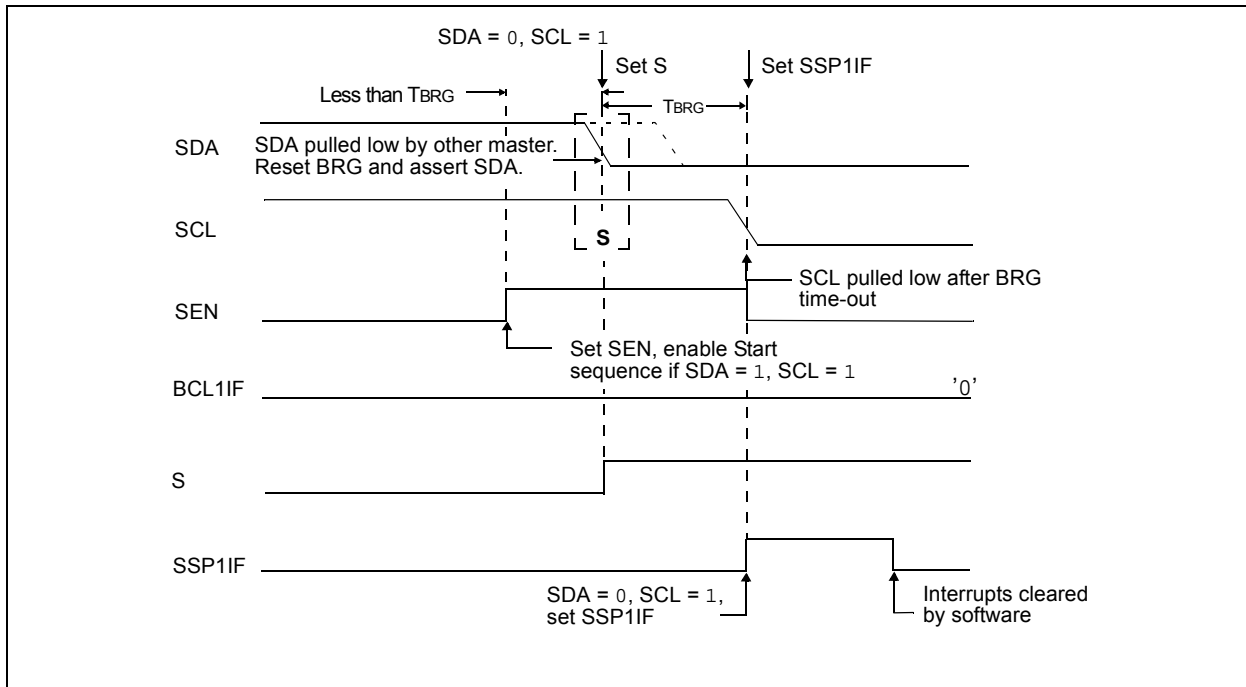 SDA = 0, SCL = 1
Set S
Set SSP1IF
Less than TBRG
TBRG
SDA
SDA pulled low by other master.
Reset BRG and assert SDA.
SCL
S
SCL pulled low after BRG
time-out
SEN
Set SEN, enable Start
sequence if SDA = 1, SCL = 1
BCL1IF
'0'
S
SSP1IF
SDA = 0, SCL = 1,
set SSP1IF
Interrupts cleared
by software